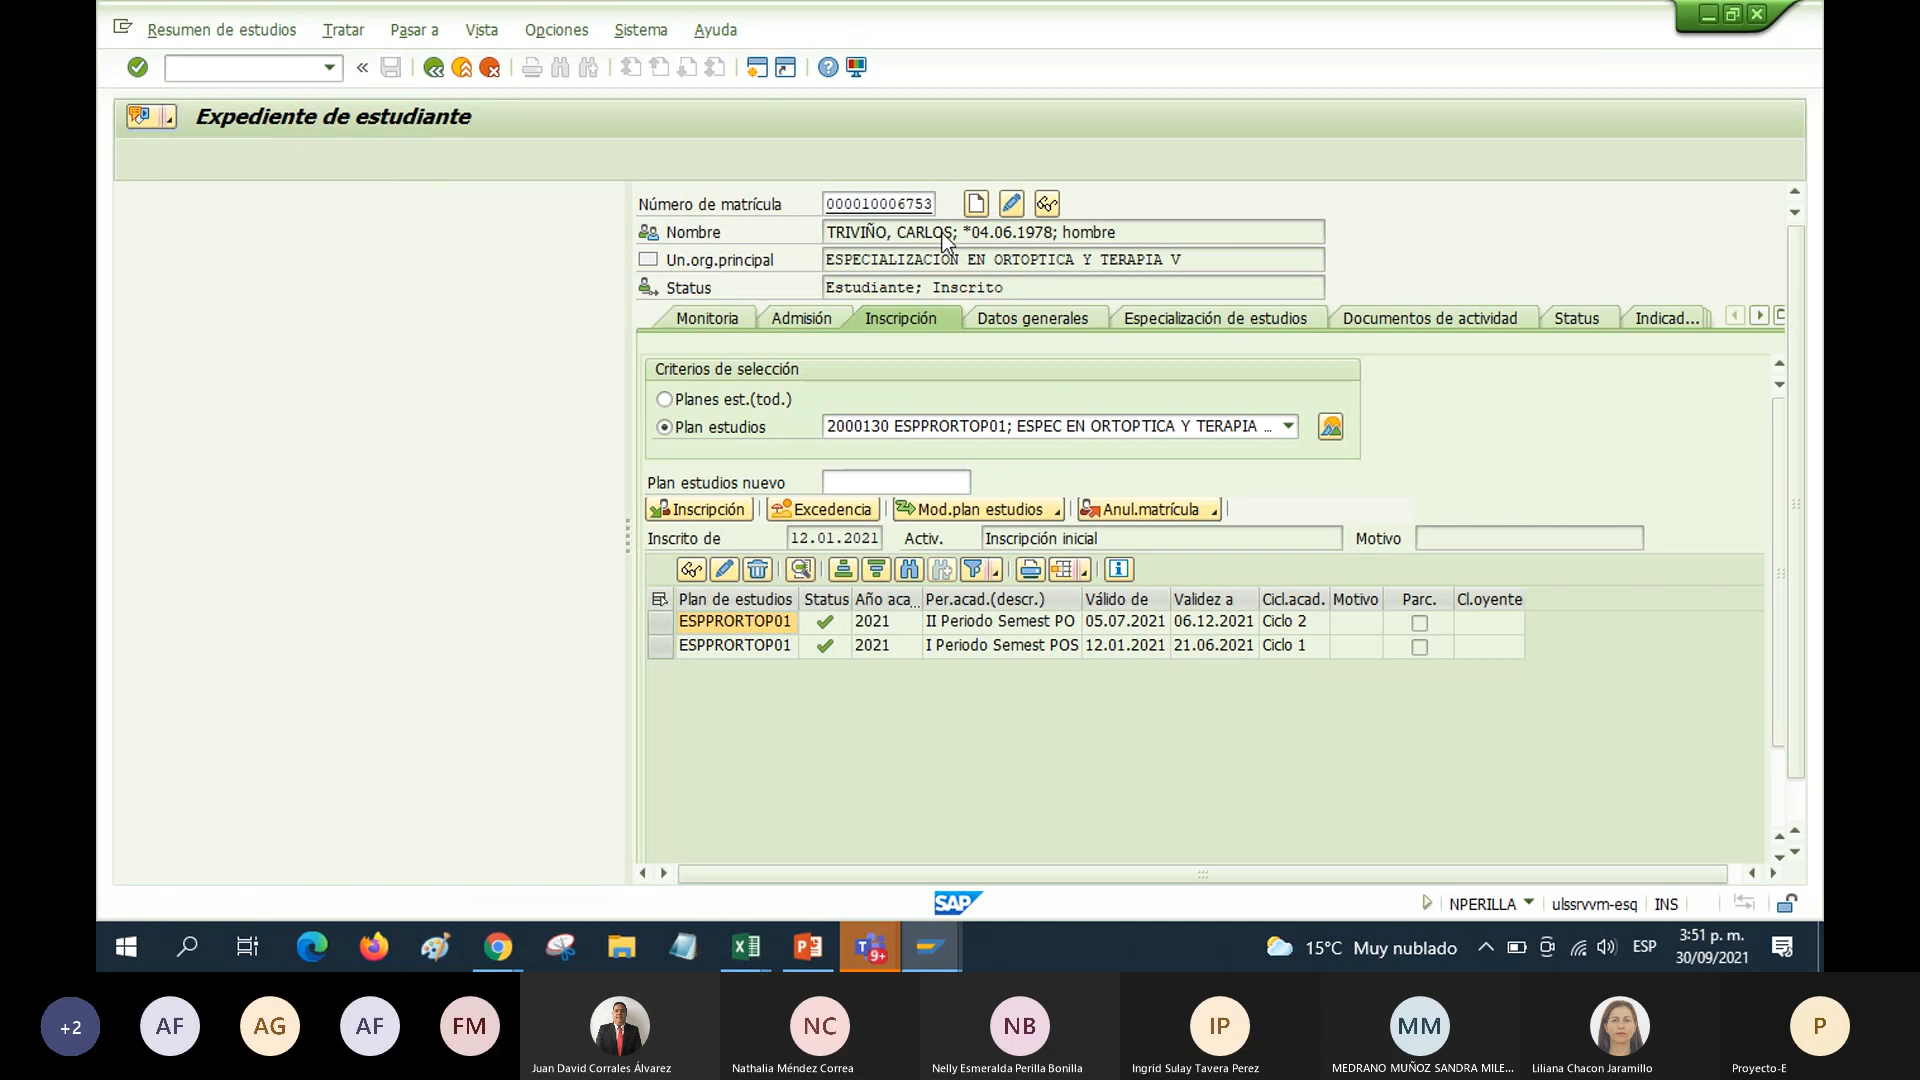 Resumen de estudios Tratar Pasar a Vista Opciones Sistema Ayuda
Expediente de estudiante
Número de matrícula 000010006753
Nombre TRIVIÑO, CARLOS; *04.06.1978; hombre
Un.org.principal ESPECIALIZACION EN ORTOPTICA Y TERAPIA V
Status Estudiante; Inscrito
Monitoria Admisión Inscripción Datos generales Especialización de estudios Documentos de actividad Status Indicad...
Criterios de selección
Planes est.(tod.)
Plan estudios 2000130 ESPPRORTOP01; ESPEC EN ORTOPTICA Y TERAPIA ...
Plan estudios nuevo
Inscripción Excedencia Mod.plan estudios Anul.matrícula
Inscrito de 12.01.2021 Activ. Inscripción inicial Motivo
Plan de estudios Status Año aca... Per.acad.(descr.) Válido de Validez a Cicl.acad. Motivo Parc. Cl.oyente
ESPPRORTOP01 2021 II Periodo Semest PO 05.07.2021 06.12.2021 Ciclo 2
ESPPRORTOP01 2021 I Periodo Semest POS 12.01.2021 21.06.2021 Ciclo 1
SAP NPERILLA ulssrvvm-esq INS
9+ 15°C Muy nublado ESP 3:51 p. m.
30/09/2021
+2 AF AG AF FM NC NB IP MM P
Juan David Corrales Álvarez Nathalia Méndez Correa Nelly Esmeralda Perilla Bonilla Ingrid Sulay Tavera Perez MEDRANO MUÑOZ SANDRA MILE... Liliana Chacon Jaramillo Proyecto-E